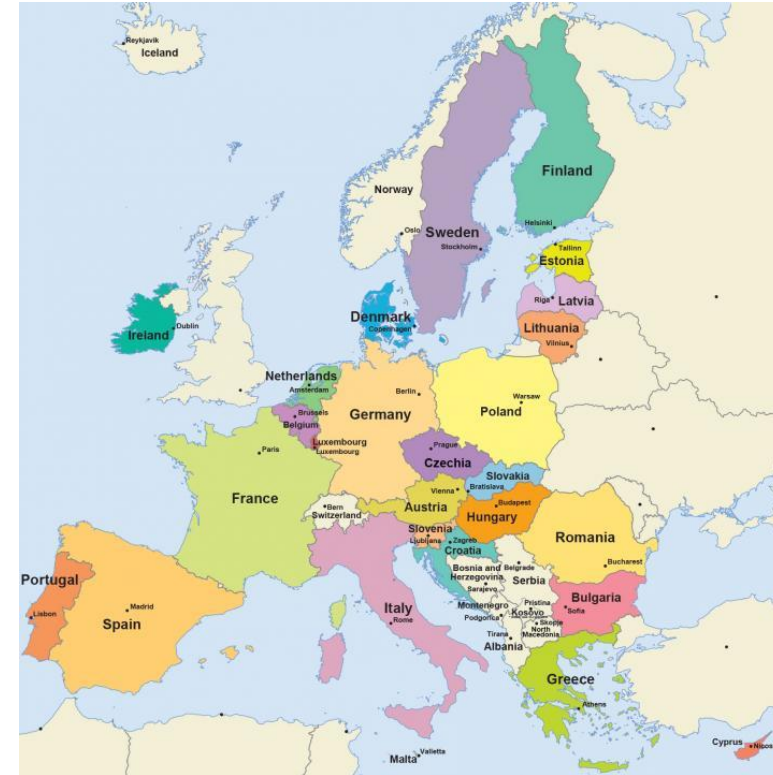 Reykjavik
Iceland
Finland
Norway
Helsinki
Oslo
Sweden
Stockholm
Tallinn
Estonia
Riga
Latvia
Denmark
Copenhagen
Lithuania
Vilnius
Dublin
Ireland
Netherlands
Amsterdam
Berlin
Warsaw
Poland
Germany
Brussels
Belgium
Luxembourg
Luxembourg
Paris
Prague
Czechia
Slovakia
Bratislava
Vienna
Austria
Budapest
Hungary
France
Bern
Switzerland
Slovenia
Ljubljana
Zagreb
Croatia
Romania
Bucharest
Bosnia and
Herzegovina
Sarajevo
Belgrade
Serbia
Portugal
Lisbon
Madrid
Spain
Italy
Rome
Montenegro
Podgorica
Pristina
Kosovo
Bulgaria
Sofia
Skopje
North
Macedonia
Tirana
Albania
Greece
Athens
Valletta
Malta
Cyprus
Nicos